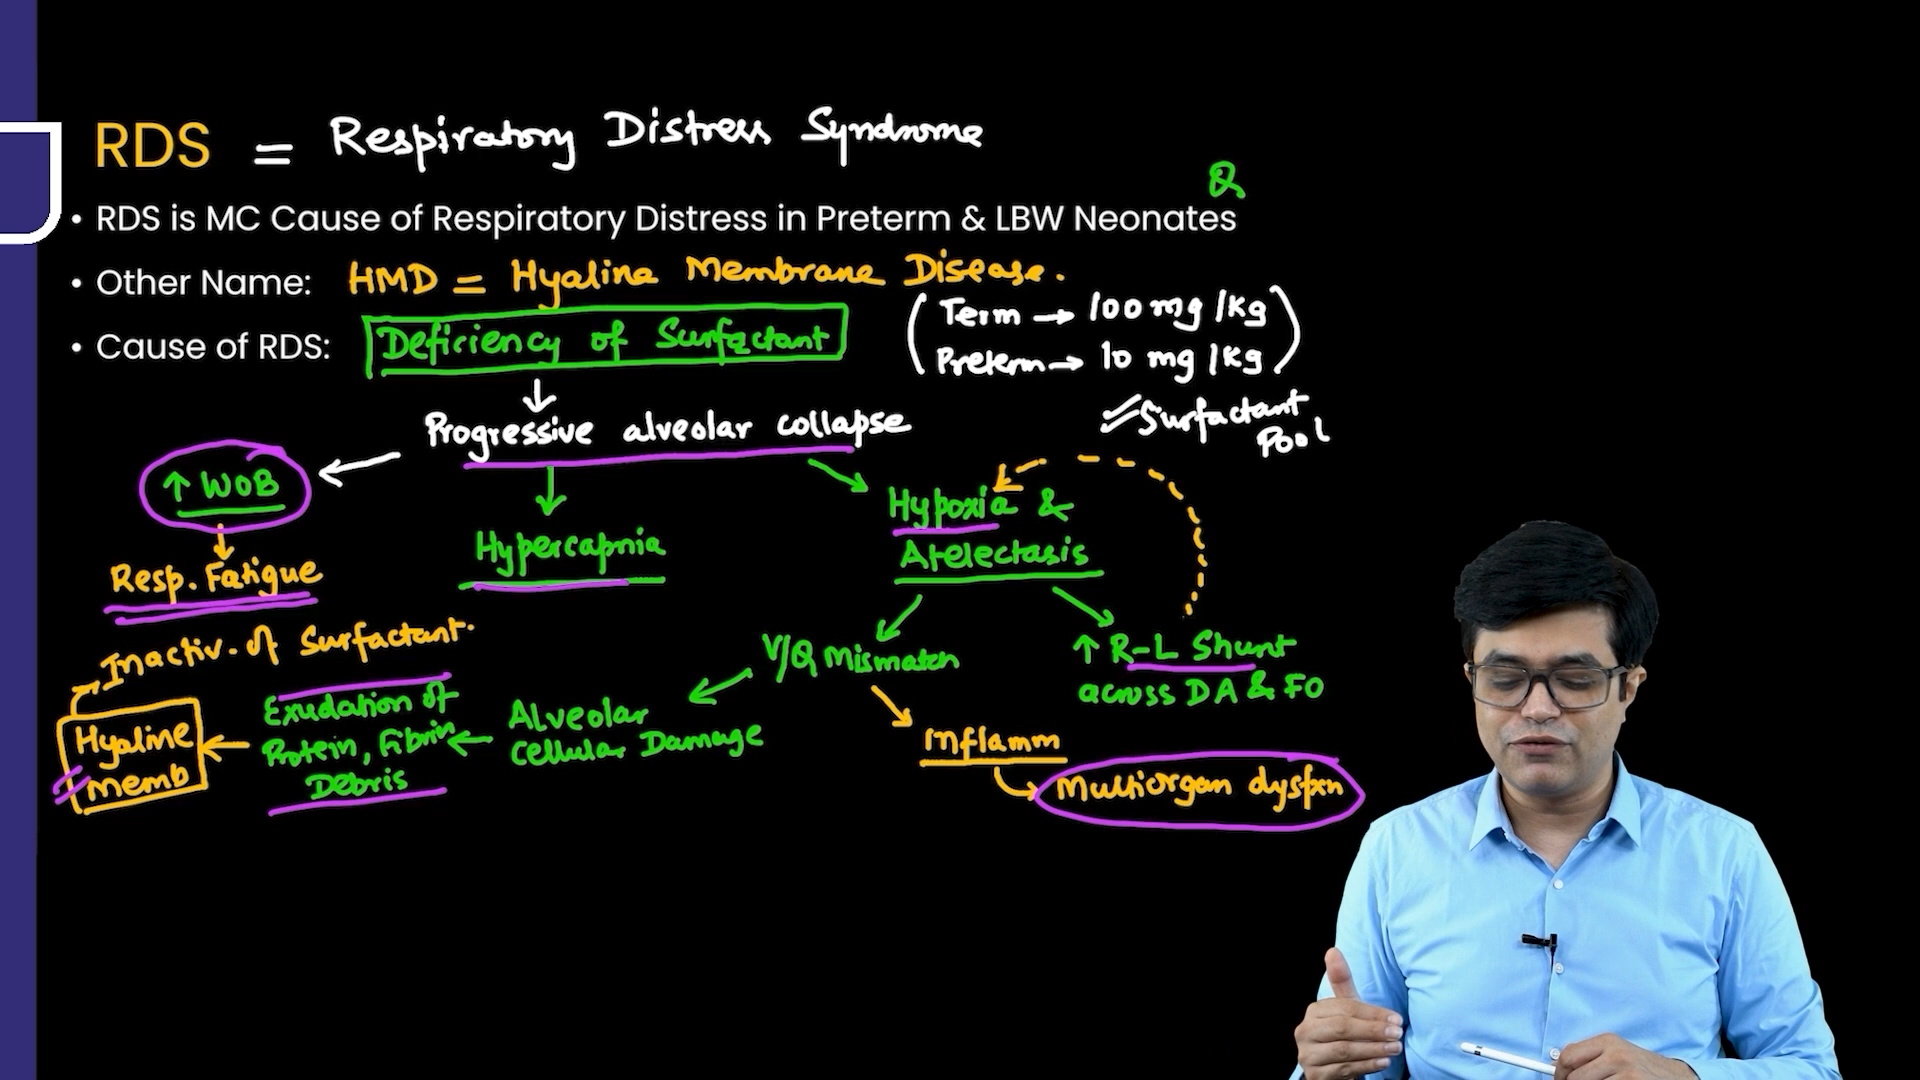 RDS = Respiratory Distress Syndrome
Q
• RDS is MC Cause of Respiratory Distress in Preterm & LBW Neonates
• Other Name: HMD = Hyaline Membrane Disease.
• Cause of RDS: Deficiency of Surfactant
(Term → 100 mg/Kg
Preterm → 10 mg/Kg)
Surfactant
Pool
↓
Progressive alveolar collapse
↑ WOB
Resp. Fatigue
Hypercapnia
Hypoxia &
Atelectasis
V/Q Mismatch
↑ R-L Shunt
across DA & FO
Inflamm
Multiorgan dysfxn
Alveolar
Cellular Damage
Exudation of
Protein, Fibrin
Debris
Hyaline
Memb
Inactiv. of Surfactant.